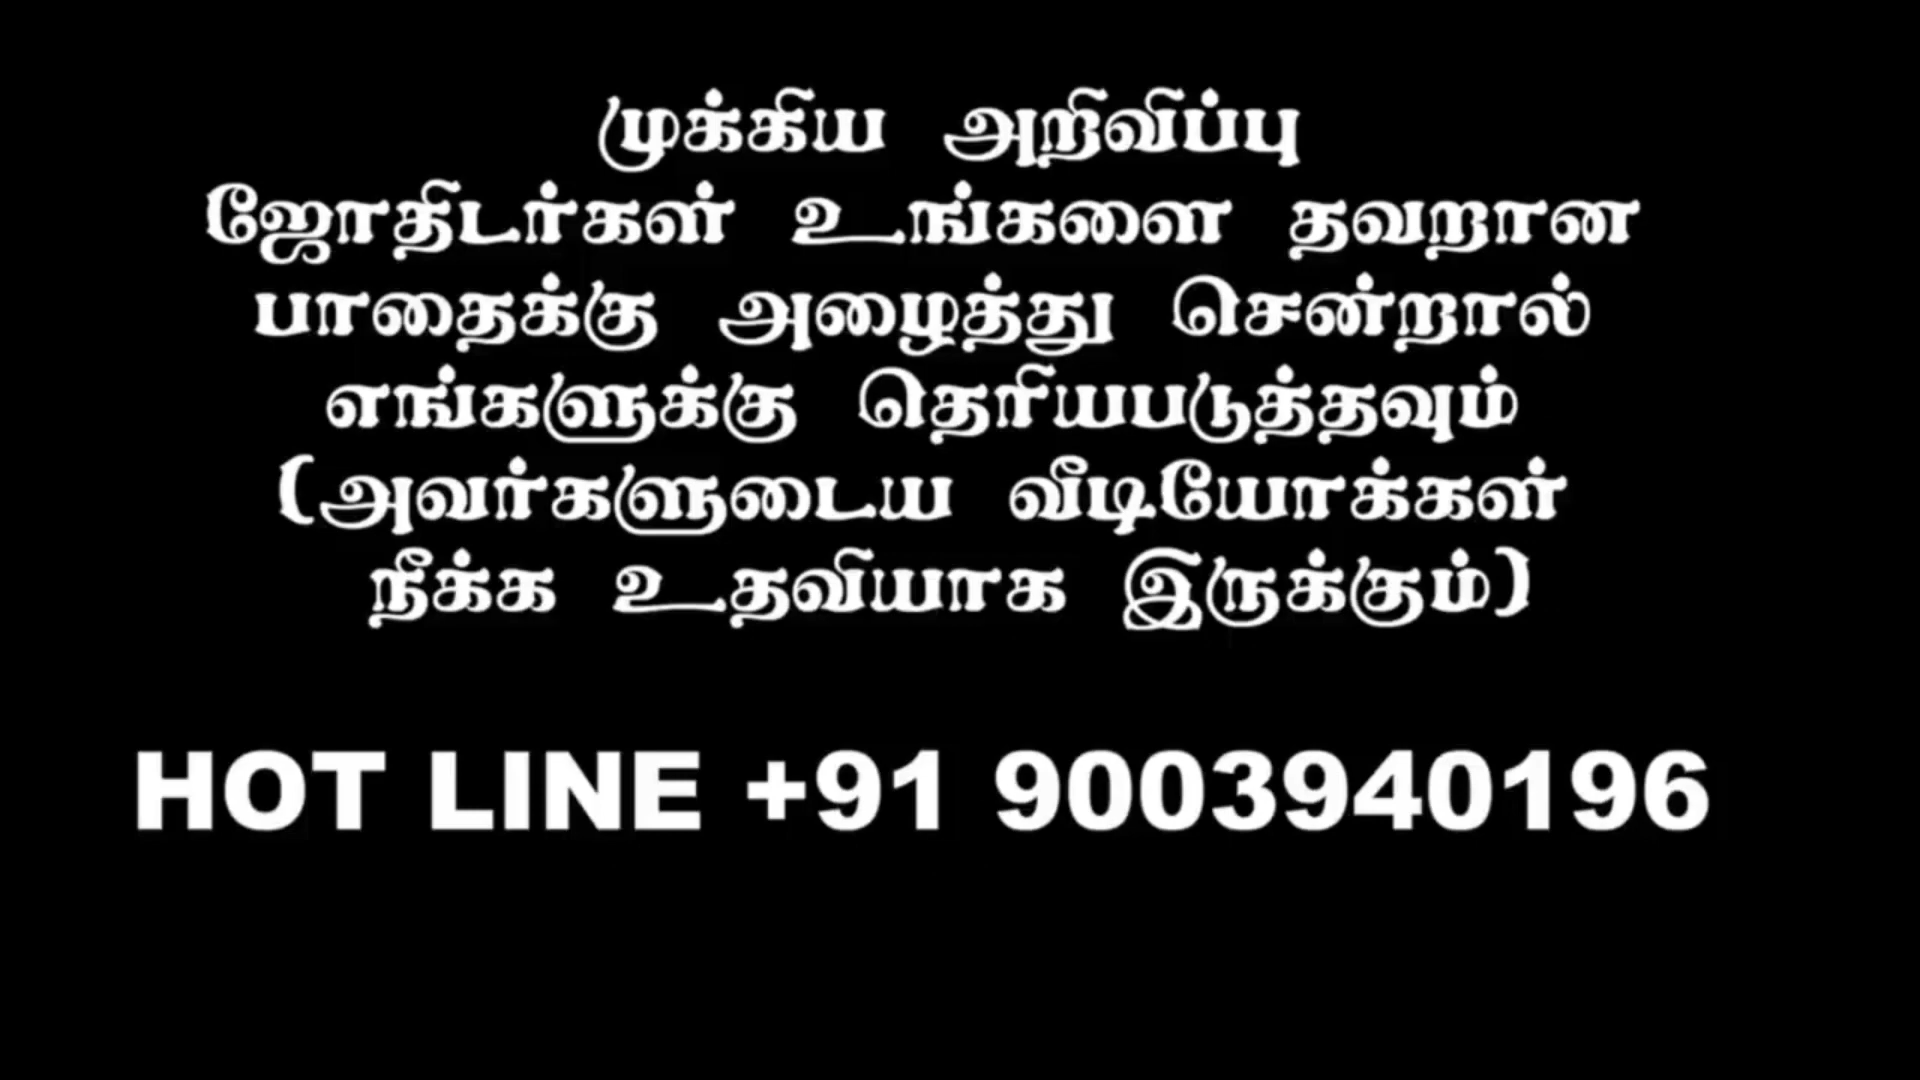 முக்கிய அறிவிப்பு
ஜோதிடர்கள் உங்களை தவறான
பாதைக்கு அழைத்து சென்றால்
எங்களுக்கு தெரியபடுத்தவும்
(அவர்களுடைய வீடியோக்கள்
நீக்க உதவியாக இருக்கும்)
HOT LINE +91 9003940196